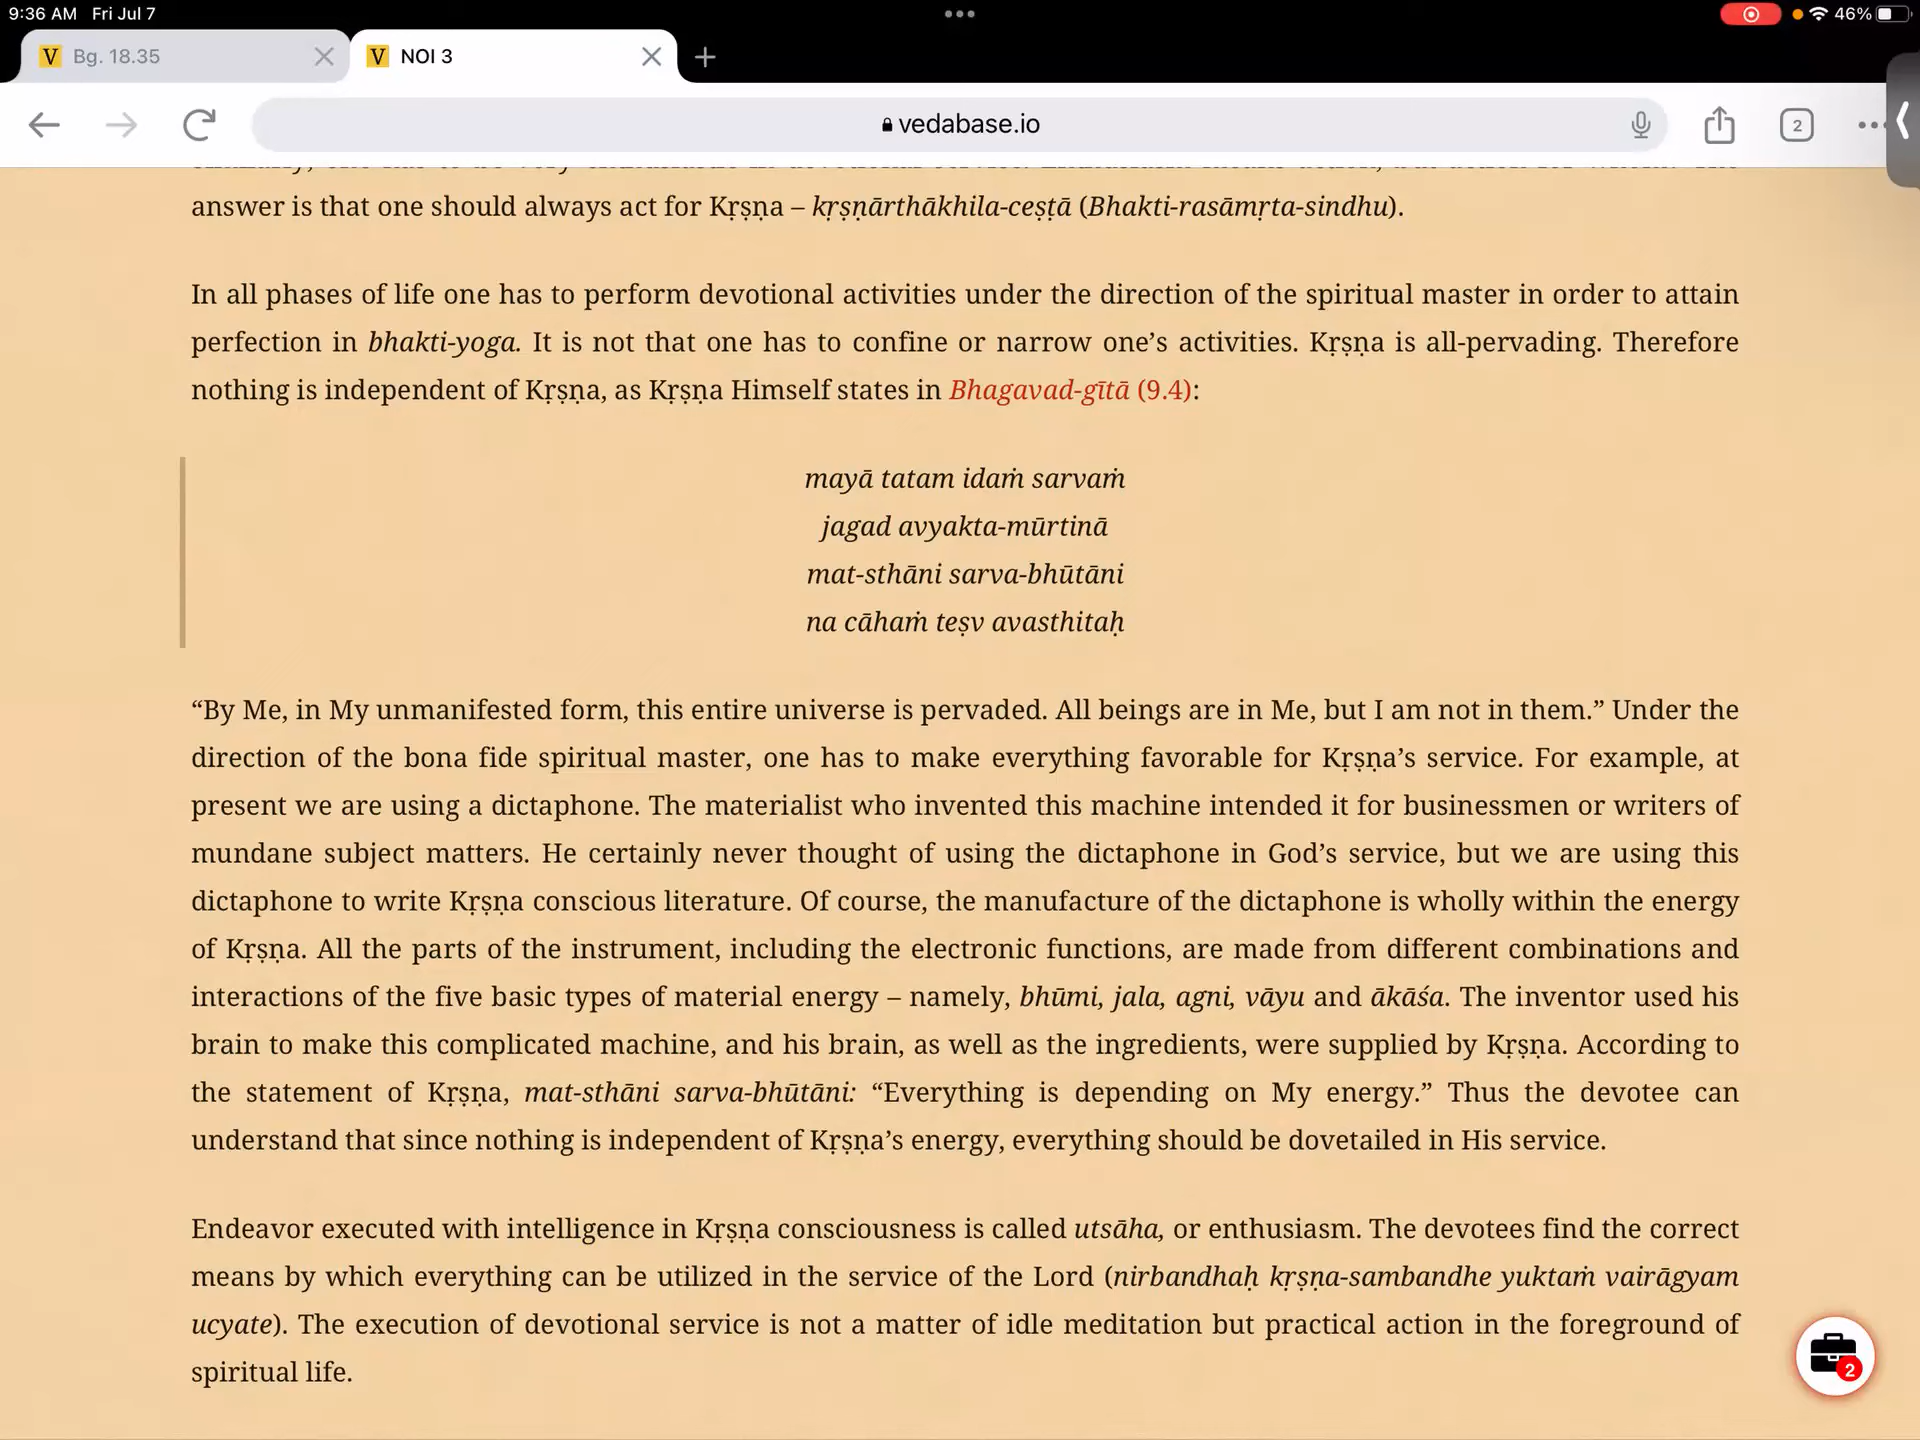 9:36 AM Fri Jul 7
46%
Bg. 18.35
NOI 3
vedabase.io
2
answer is that one should always act for Kṛṣṇa – kṛṣṇārthākhila-ceṣṭā (Bhakti-rasāmṛta-sindhu).
In all phases of life one has to perform devotional activities under the direction of the spiritual master in order to attain
perfection in bhakti-yoga. It is not that one has to confine or narrow one’s activities. Kṛṣṇa is all-pervading. Therefore
nothing is independent of Kṛṣṇa, as Kṛṣṇa Himself states in Bhagavad-gītā (9.4):
mayā tatam idaṁ sarvaṁ
jagad avyakta-mūrtinā
mat-sthāni sarva-bhūtāni
na cāhaṁ teṣv avasthitaḥ
“By Me, in My unmanifested form, this entire universe is pervaded. All beings are in Me, but I am not in them.” Under the
direction of the bona fide spiritual master, one has to make everything favorable for Kṛṣṇa’s service. For example, at
present we are using a dictaphone. The materialist who invented this machine intended it for businessmen or writers of
mundane subject matters. He certainly never thought of using the dictaphone in God’s service, but we are using this
dictaphone to write Kṛṣṇa conscious literature. Of course, the manufacture of the dictaphone is wholly within the energy
of Kṛṣṇa. All the parts of the instrument, including the electronic functions, are made from different combinations and
interactions of the five basic types of material energy – namely, bhūmi, jala, agni, vāyu and ākāśa. The inventor used his
brain to make this complicated machine, and his brain, as well as the ingredients, were supplied by Kṛṣṇa. According to
the statement of Kṛṣṇa, mat-sthāni sarva-bhūtāni: “Everything is depending on My energy.” Thus the devotee can
understand that since nothing is independent of Kṛṣṇa’s energy, everything should be dovetailed in His service.
Endeavor executed with intelligence in Kṛṣṇa consciousness is called utsāha, or enthusiasm. The devotees find the correct
means by which everything can be utilized in the service of the Lord (nirbandhaḥ kṛṣṇa-sambandhe yuktaṁ vairāgyam
ucyate). The execution of devotional service is not a matter of idle meditation but practical action in the foreground of
spiritual life.
2